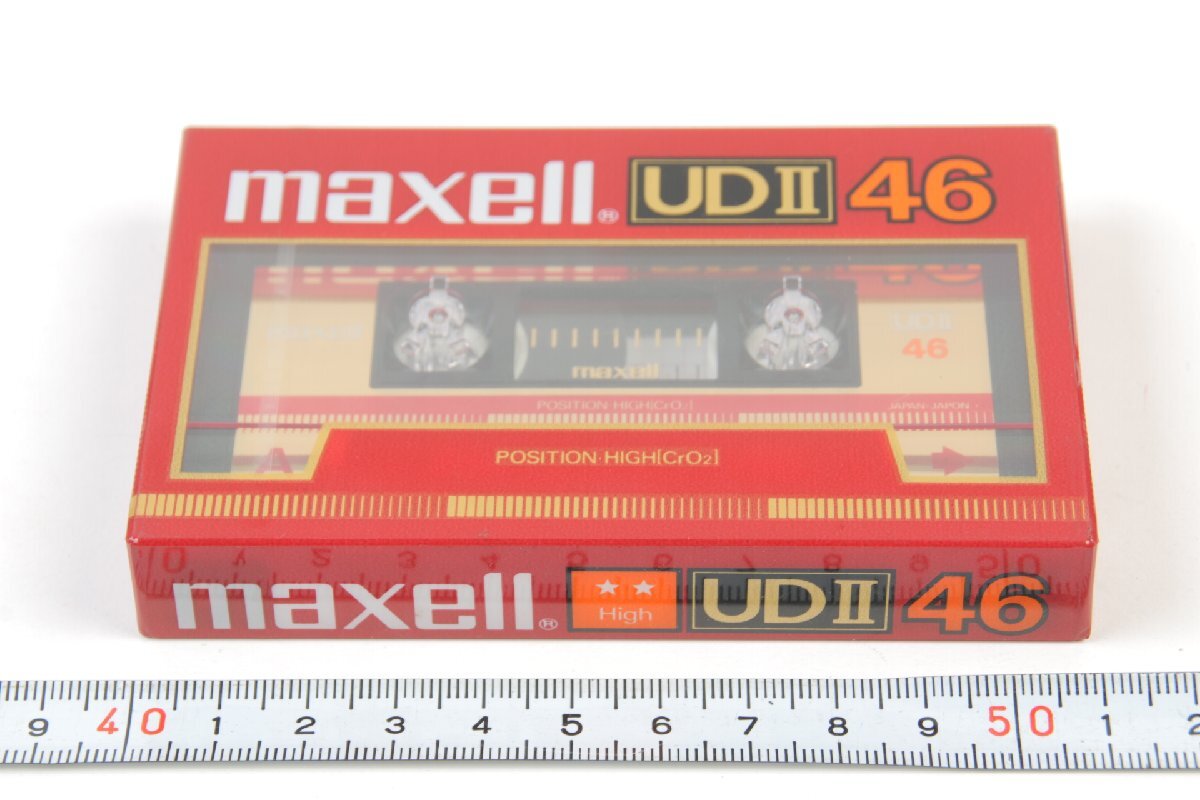 maxell® UDII 46
maxell UDII
46
maxell
POSITION·HIGH[CrO2]
JAPAN·JAPON
A
POSITION·HIGH[CrO2]
maxell® High UDII 46
9 40 1 2 3 4 5 6 7 8 9 50 1 2